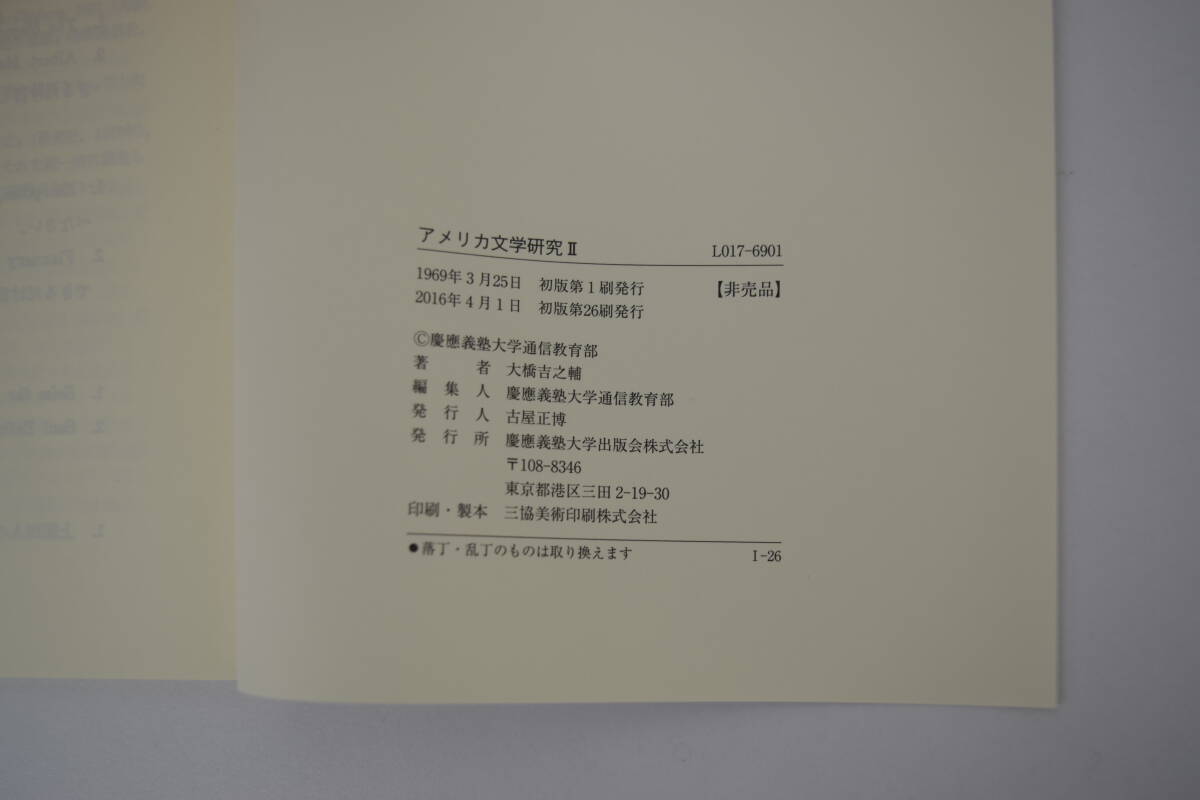 アメリカ文学研究Ⅱ L017-6901
1969年3月25日 初版第1刷発行 【非売品】
2016年4月1日 初版第26刷発行
©慶應義塾大学通信教育部
著者 大橋吉之輔
編集人 慶應義塾大学通信教育部
発行人 古屋正博
発行所 慶應義塾大学出版会株式会社
〒108-8346
東京都港区三田2-19-30
印刷・製本 三協美術印刷株式会社
●落丁・乱丁のものは取り換えます I-26